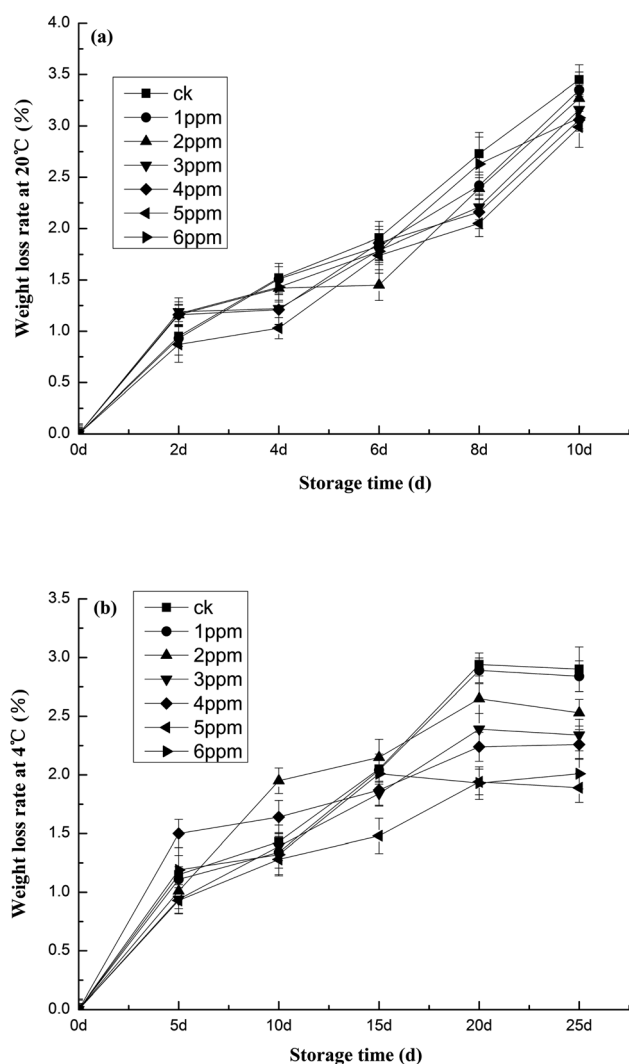 (a)
4.0
3.5
3.0
2.5
2.0
1.5
1.0
0.5
0.0
Weight loss rate at 20℃ (%)
ck
1ppm
2ppm
3ppm
4ppm
5ppm
6ppm
0d 2d 4d 6d 8d 10d
Storage time (d)
(b)
3.5
3.0
2.5
2.0
1.5
1.0
0.5
0.0
Weight loss rate at 4℃ (%)
ck
1ppm
2ppm
3ppm
4ppm
5ppm
6ppm
0d 5d 10d 15d 20d 25d
Storage time (d)